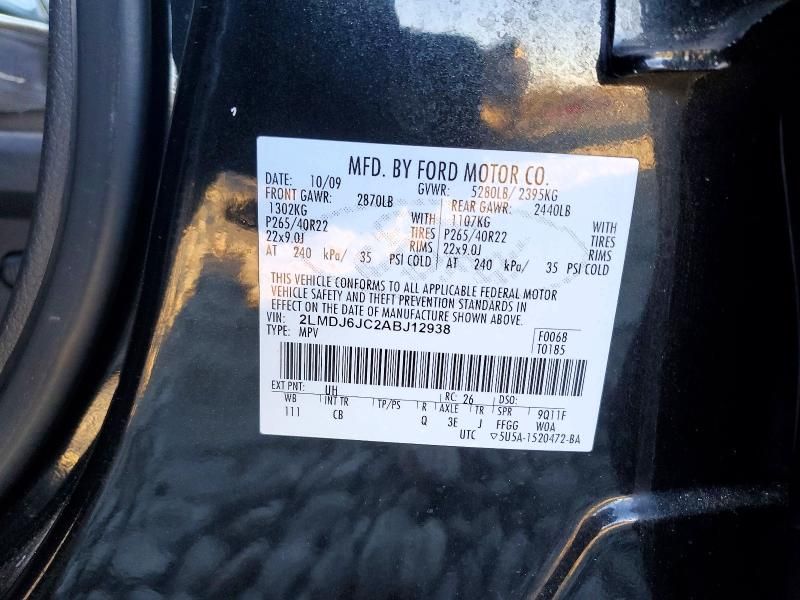 MFD. BY FORD MOTOR CO.
DATE: 10/09 GVWR: 5280LB/ 2395KG
FRONT GAWR: 2870LB REAR GAWR: 2440LB
1302KG WITH 1107KG WITH
P265/40R22 TIRES P265/40R22 TIRES
22x9.0J RIMS 22x9.0J RIMS
AT 240 kPa/ 35 PSI COLD AT 240 kPa/ 35 PSI COLD
THIS VEHICLE CONFORMS TO ALL APPLICABLE FEDERAL MOTOR
VEHICLE SAFETY AND THEFT PREVENTION STANDARDS IN
EFFECT ON THE DATE OF MANUFACTURE SHOWN ABOVE.
VIN: 2LMDJ6JC2ABJ12938
TYPE: MPV
F0068
T0185
EXT PNT: UH RC: 26 DSO:
WB INT TR TP/PS R AXLE TR SPR 9Q11F
111 CB Q 3E J FFGG W0A
UTC ▽5U5A-1520472-BA